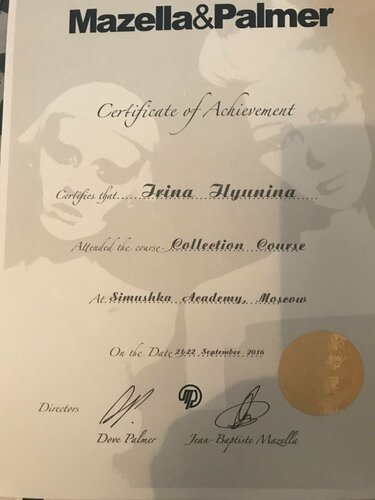 Mazella&Palmer
Certificate of Achievement
Certifies that......Irina Ilyunina......
Attended the course..Collection Course
At..Simushka Academy, Moscow
On the Date 21-22 September 2016
Directors
Dove Palmer
Jean-Baptiste Mazella